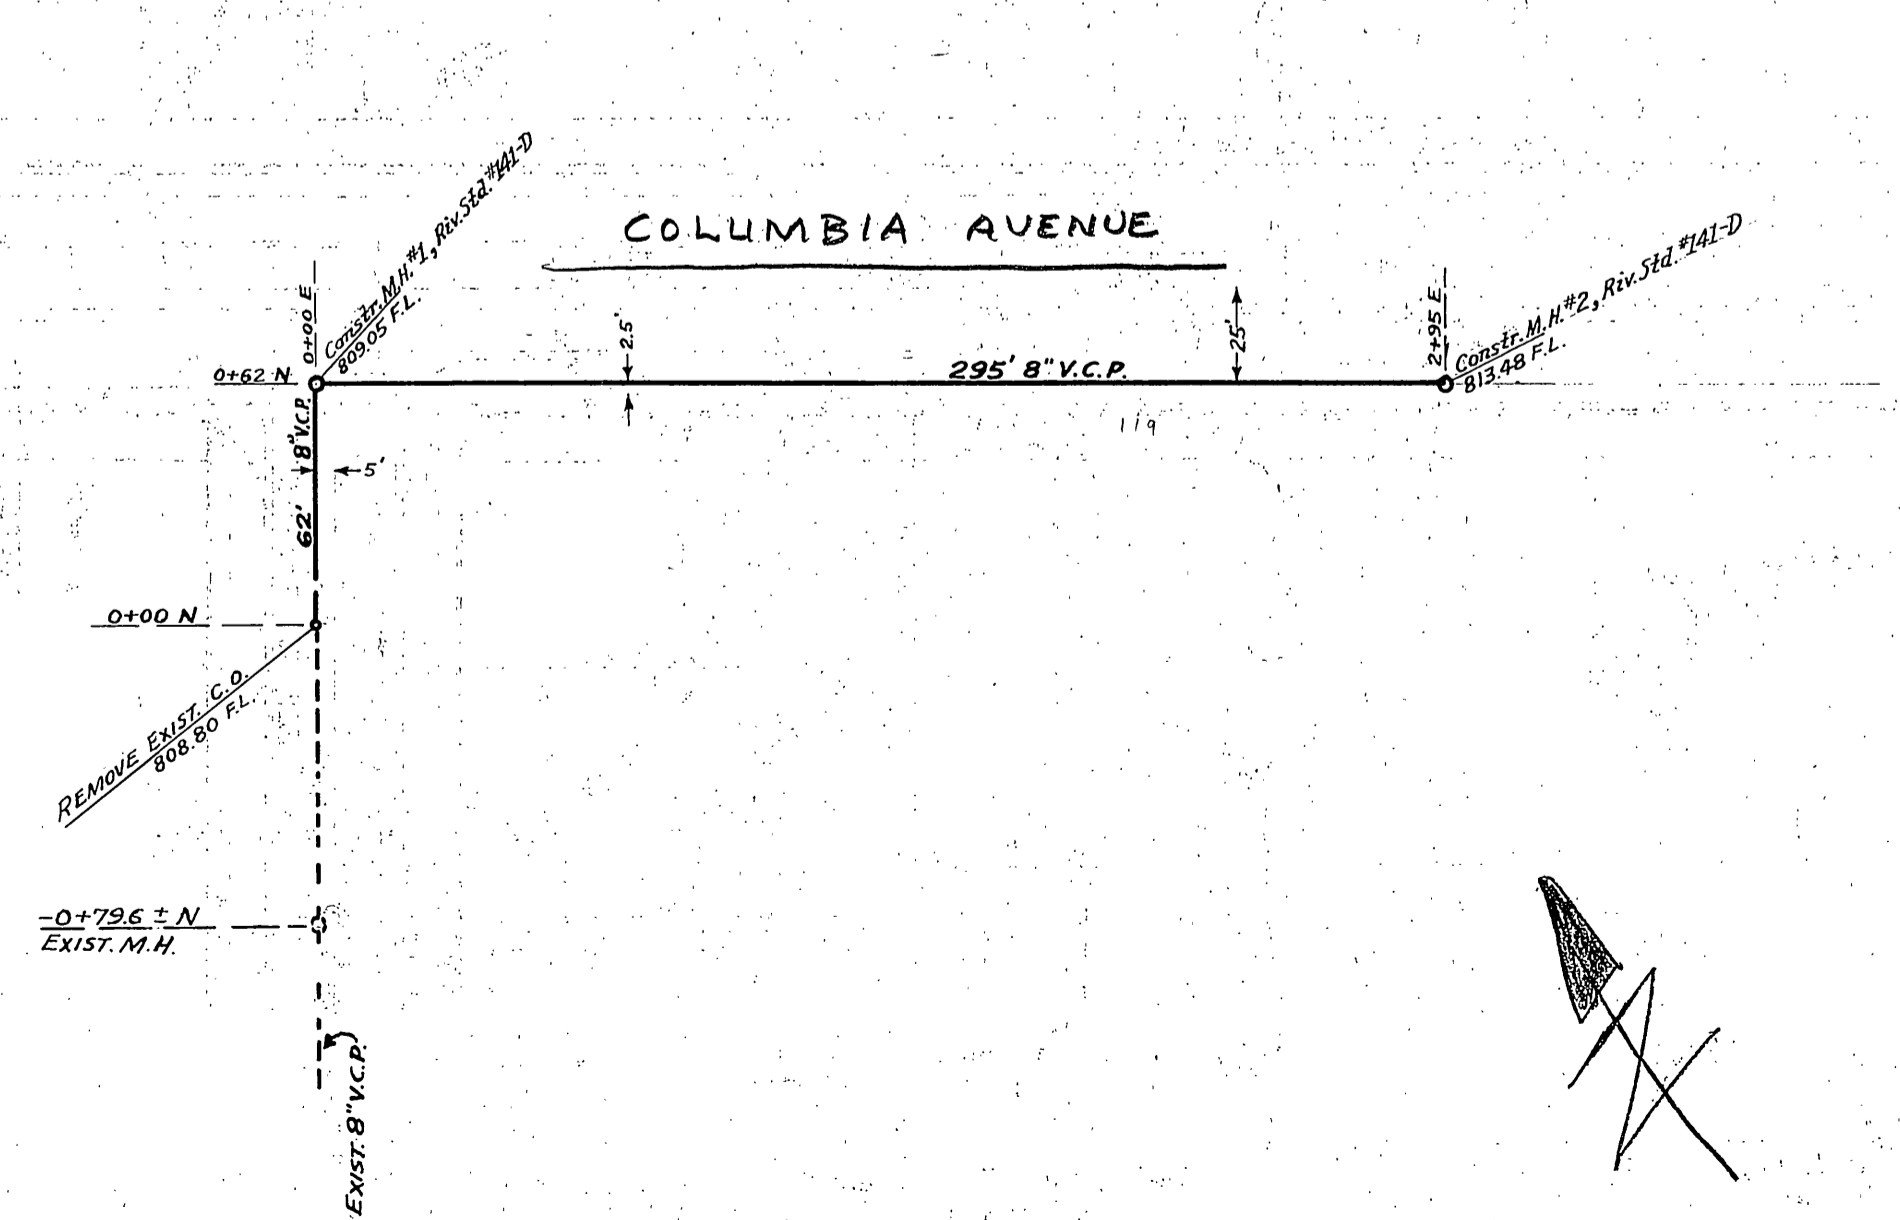 COLUMBIA AVENUE
Constr. M.H. #1, Riv. Std. #141-D
809.05 F.L.
0+00 E
0+62 N
25'
295' 8" V.C.P.
25'
2+95 E
Constr. M.H. #2, Riv. Std. #141-D
813.48 F.L.
119
62' 8" V.C.P.
5'
0+00 N
REMOVE EXIST. C.O.
808.80 F.L.
-0+79.6 ± N
EXIST. M.H.
EXIST. 8" V.C.P.
N